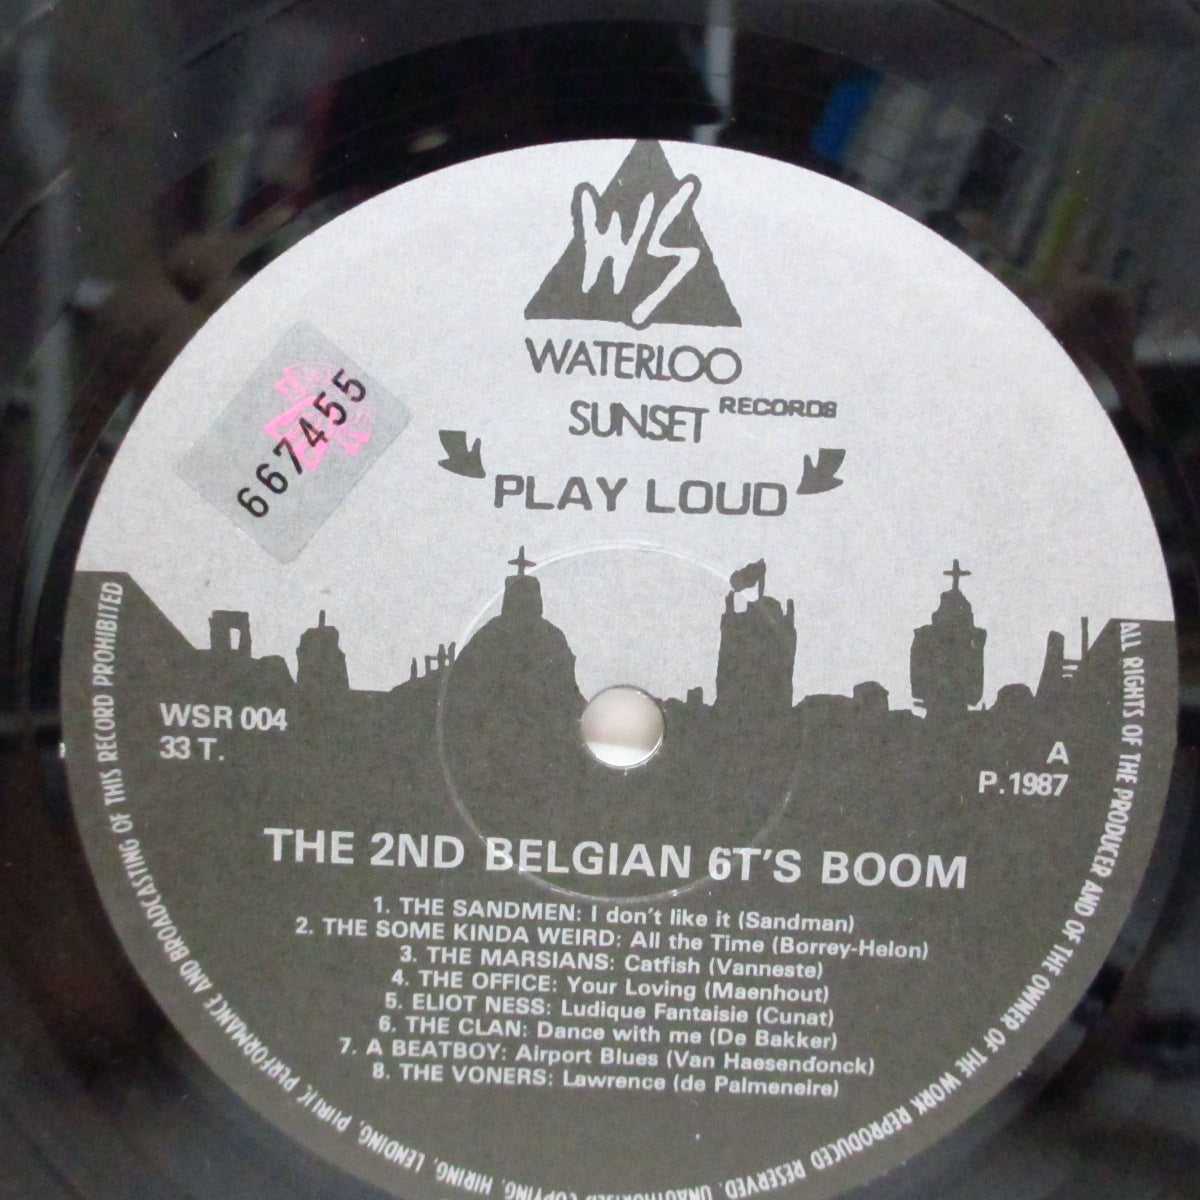 WS
WATERLOO
SUNSET RECORDS
PLAY LOUD
667455
WSR 004
33 T.
A
P.1987
THE 2ND BELGIAN 6T'S BOOM
1. THE SANDMEN: I don't like it (Sandman)
2. THE SOME KINDA WEIRD: All the Time (Borrey-Helon)
3. THE MARSIANS: Catfish (Vanneste)
4. THE OFFICE: Your Loving (Maenhout)
5. ELIOT NESS: Ludique Fantaisie (Cunat)
6. THE CLAN: Dance with me (De Bakker)
7. A BEATBOY: Airport Blues (Van Haesendonck)
8. THE VONERS: Lawrence (de Palmeneire)
ALL RIGHTS OF THE PRODUCER AND OF THE OWNER OF THE WORK REPRODUCED RESERVED. UNAUTHORISED COPYING, HIRING, LENDING, PUBLIC PERFORMANCE AND BROADCASTING OF THIS RECORD PROHIBITED